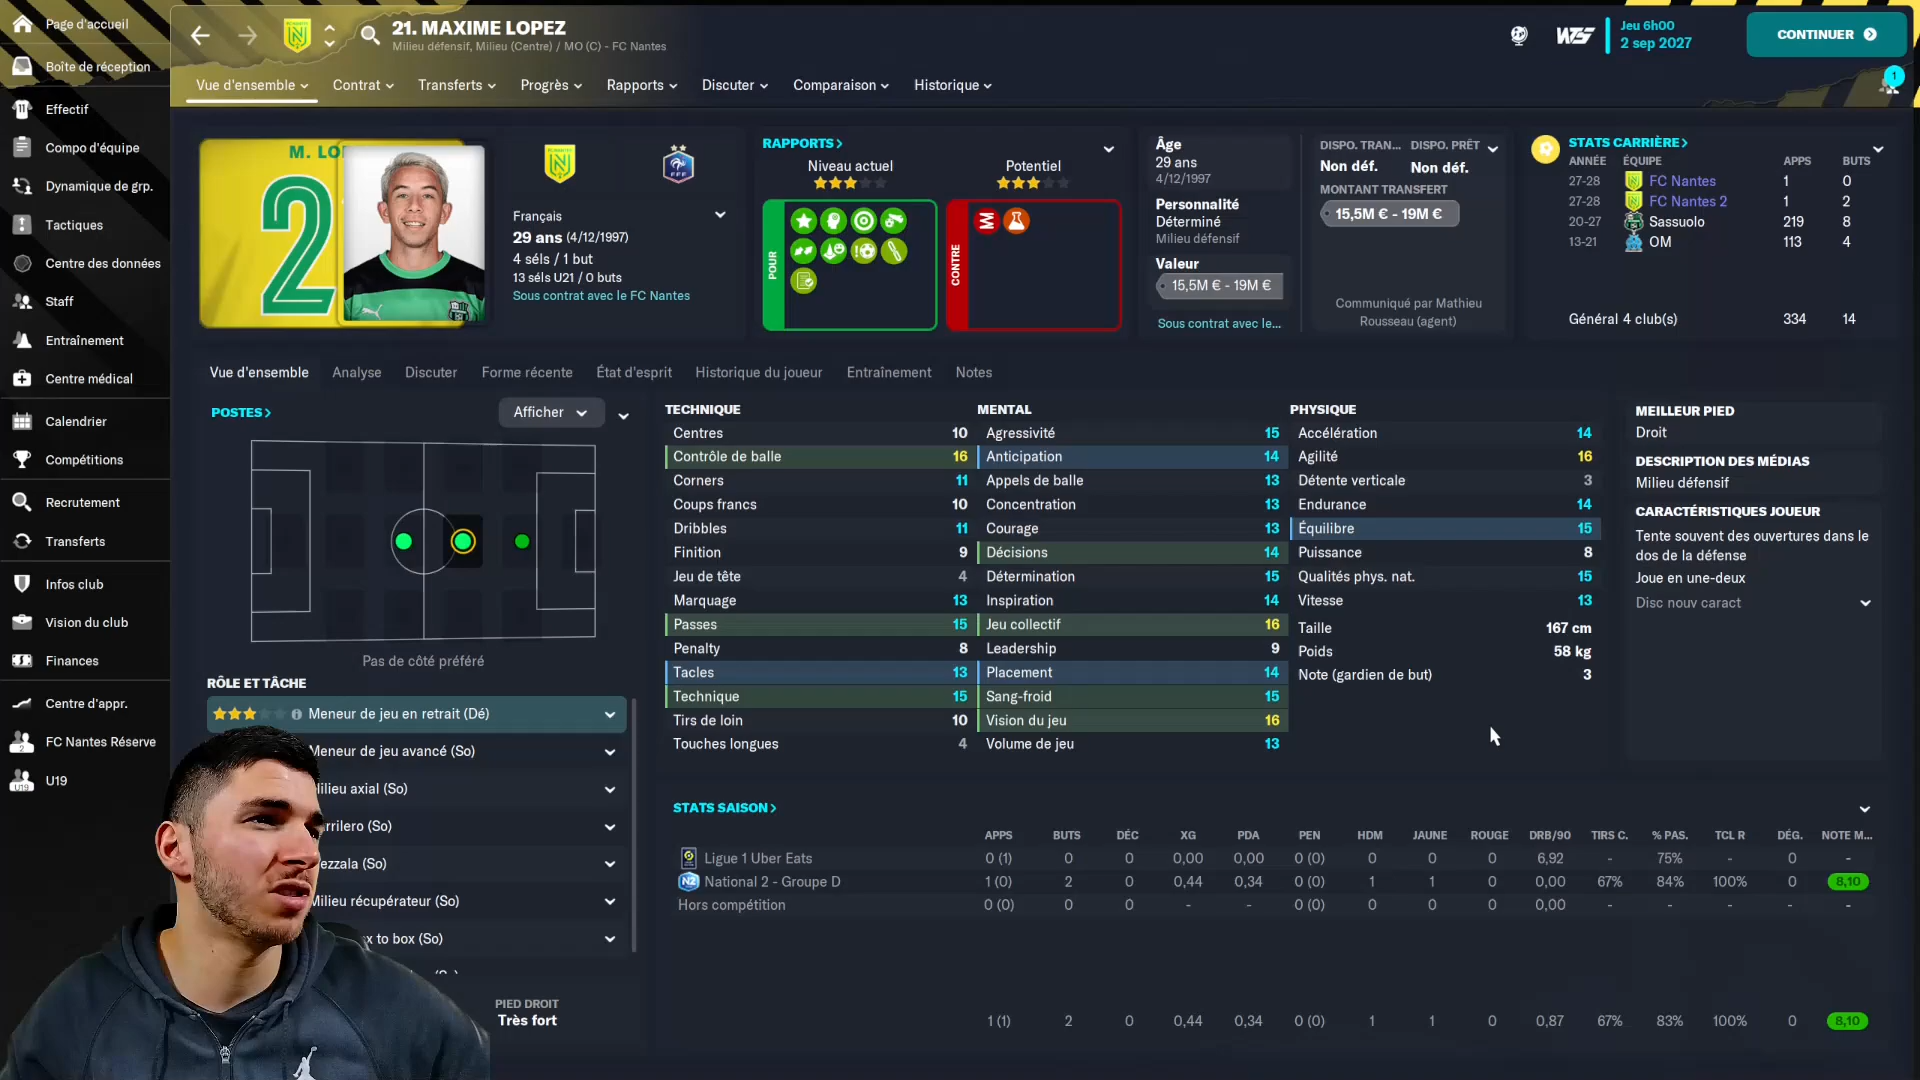 Page d'accueil
Boîte de réception
Effectif
Compo d'équipe
Dynamique de grp.
Tactiques
Centre des données
Staff
Entraînement
Centre médical
Calendrier
Compétitions
Recrutement
Transferts
Infos club
Vision du club
Finances
Centre d'appr.
FC Nantes Réserve
U19
21. MAXIME LOPEZ
Milieu défensif, Milieu (Centre) / MO (C) - FC Nantes
Jeu 6h00
2 sep 2027
CONTINUER
1
Vue d'ensemble
Contrat
Transferts
Progrès
Rapports
Discuter
Comparaison
Historique
M. LO
2
Français
29 ans (4/12/1997)
4 séls / 1 but
13 séls U21 / 0 buts
Sous contrat avec le FC Nantes
RAPPORTS >
Niveau actuel
Potentiel
POUR
CONTRE
Âge
29 ans
4/12/1997
Personnalité
Déterminé
Milieu défensif
Valeur
15,5M € - 19M €
Sous contrat avec le...
DISPO. TRAN... DISPO. PRÊT
Non déf. Non déf.
MONTANT TRANSFERT
15,5M € - 19M €
Communiqué par Mathieu
Rousseau (agent)
STATS CARRIÈRE >
ANNÉE ÉQUIPE APPS BUTS
27-28 FC Nantes 1 0
27-28 FC Nantes 2 1 2
20-27 Sassuolo 219 8
13-21 OM 113 4
Général 4 club(s) 334 14
Vue d'ensemble
Analyse
Discuter
Forme récente
État d'esprit
Historique du joueur
Entraînement
Notes
POSTES >
Afficher
Pas de côté préféré
RÔLE ET TÂCHE
Meneur de jeu en retrait (Dé)
Meneur de jeu avancé (So)
ilieu axial (So)
rrilero (So)
ezzala (So)
Milieu récupérateur (So)
x to box (So)
PIED DROIT
Très fort
TECHNIQUE
Centres 10
Contrôle de balle 16
Corners 11
Coups francs 10
Dribbles 11
Finition 9
Jeu de tête 4
Marquage 13
Passes 15
Penalty 8
Tacles 13
Technique 15
Tirs de loin 10
Touches longues 4
MENTAL
Agressivité 15
Anticipation 14
Appels de balle 13
Concentration 13
Courage 13
Décisions 14
Détermination 15
Inspiration 14
Jeu collectif 16
Leadership 9
Placement 14
Sang-froid 15
Vision du jeu 16
Volume de jeu 13
PHYSIQUE
Accélération 14
Agilité 16
Détente verticale 3
Endurance 14
Équilibre 15
Puissance 8
Qualités phys. nat. 15
Vitesse 13
Taille 167 cm
Poids 58 kg
Note (gardien de but) 3
MEILLEUR PIED
Droit
DESCRIPTION DES MÉDIAS
Milieu défensif
CARACTÉRISTIQUES JOUEUR
Tente souvent des ouvertures dans le
dos de la défense
Joue en une-deux
Disc nouv caract
STATS SAISON >
APPS BUTS DÉC XG PDA PEN HDM JAUNE ROUGE DRB/90 TIRS C. % PAS. TCL R DÉG. NOTE M...
Ligue 1 Uber Eats 0 (1) 0 0 0,00 0,00 0 (0) 0 0 0 6,92 - 75% - 0 -
National 2 - Groupe D 1 (0) 2 0 0,44 0,34 0 (0) 1 1 0 0,00 67% 84% 100% 0 8,10
Hors compétition 0 (0) 0 0 - - 0 (0) 0 0 0 0,00 - - - - -
1 (1) 2 0 0,44 0,34 0 (0) 1 1 0 0,87 67% 83% 100% 0 8,10